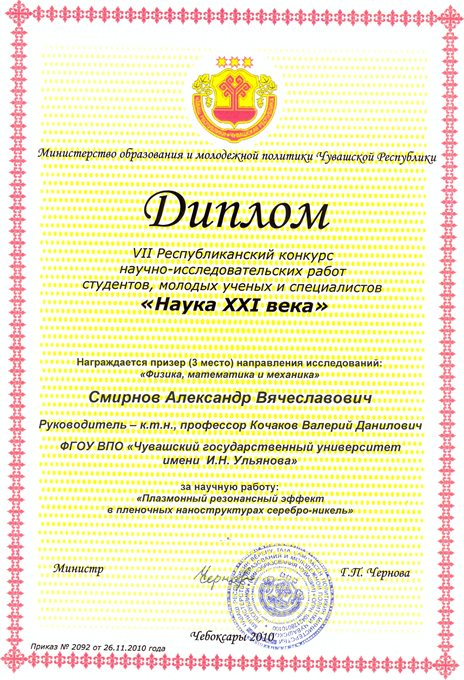 Министерство образования и молодежной политики Чувашской Республики
Диплом
VII Республиканский конкурс
научно-исследовательских работ
студентов, молодых ученых и специалистов
«Наука XXI века»
Награждается призер (3 место) направления исследований:
«Физика, математика и механика»
Смирнов Александр Вячеславович
Руководитель – к.т.н., профессор Кочаков Валерий Данилович
ФГОУ ВПО «Чувашский государственный университет
имени И.Н. Ульянова»
за научную работу:
«Плазмонный резонансный эффект
в пленочных наноструктурах серебро-никель»
Министр
Г.П. Чернова
Чебоксары 2010
Приказ № 2092 от 26.11.2010 года